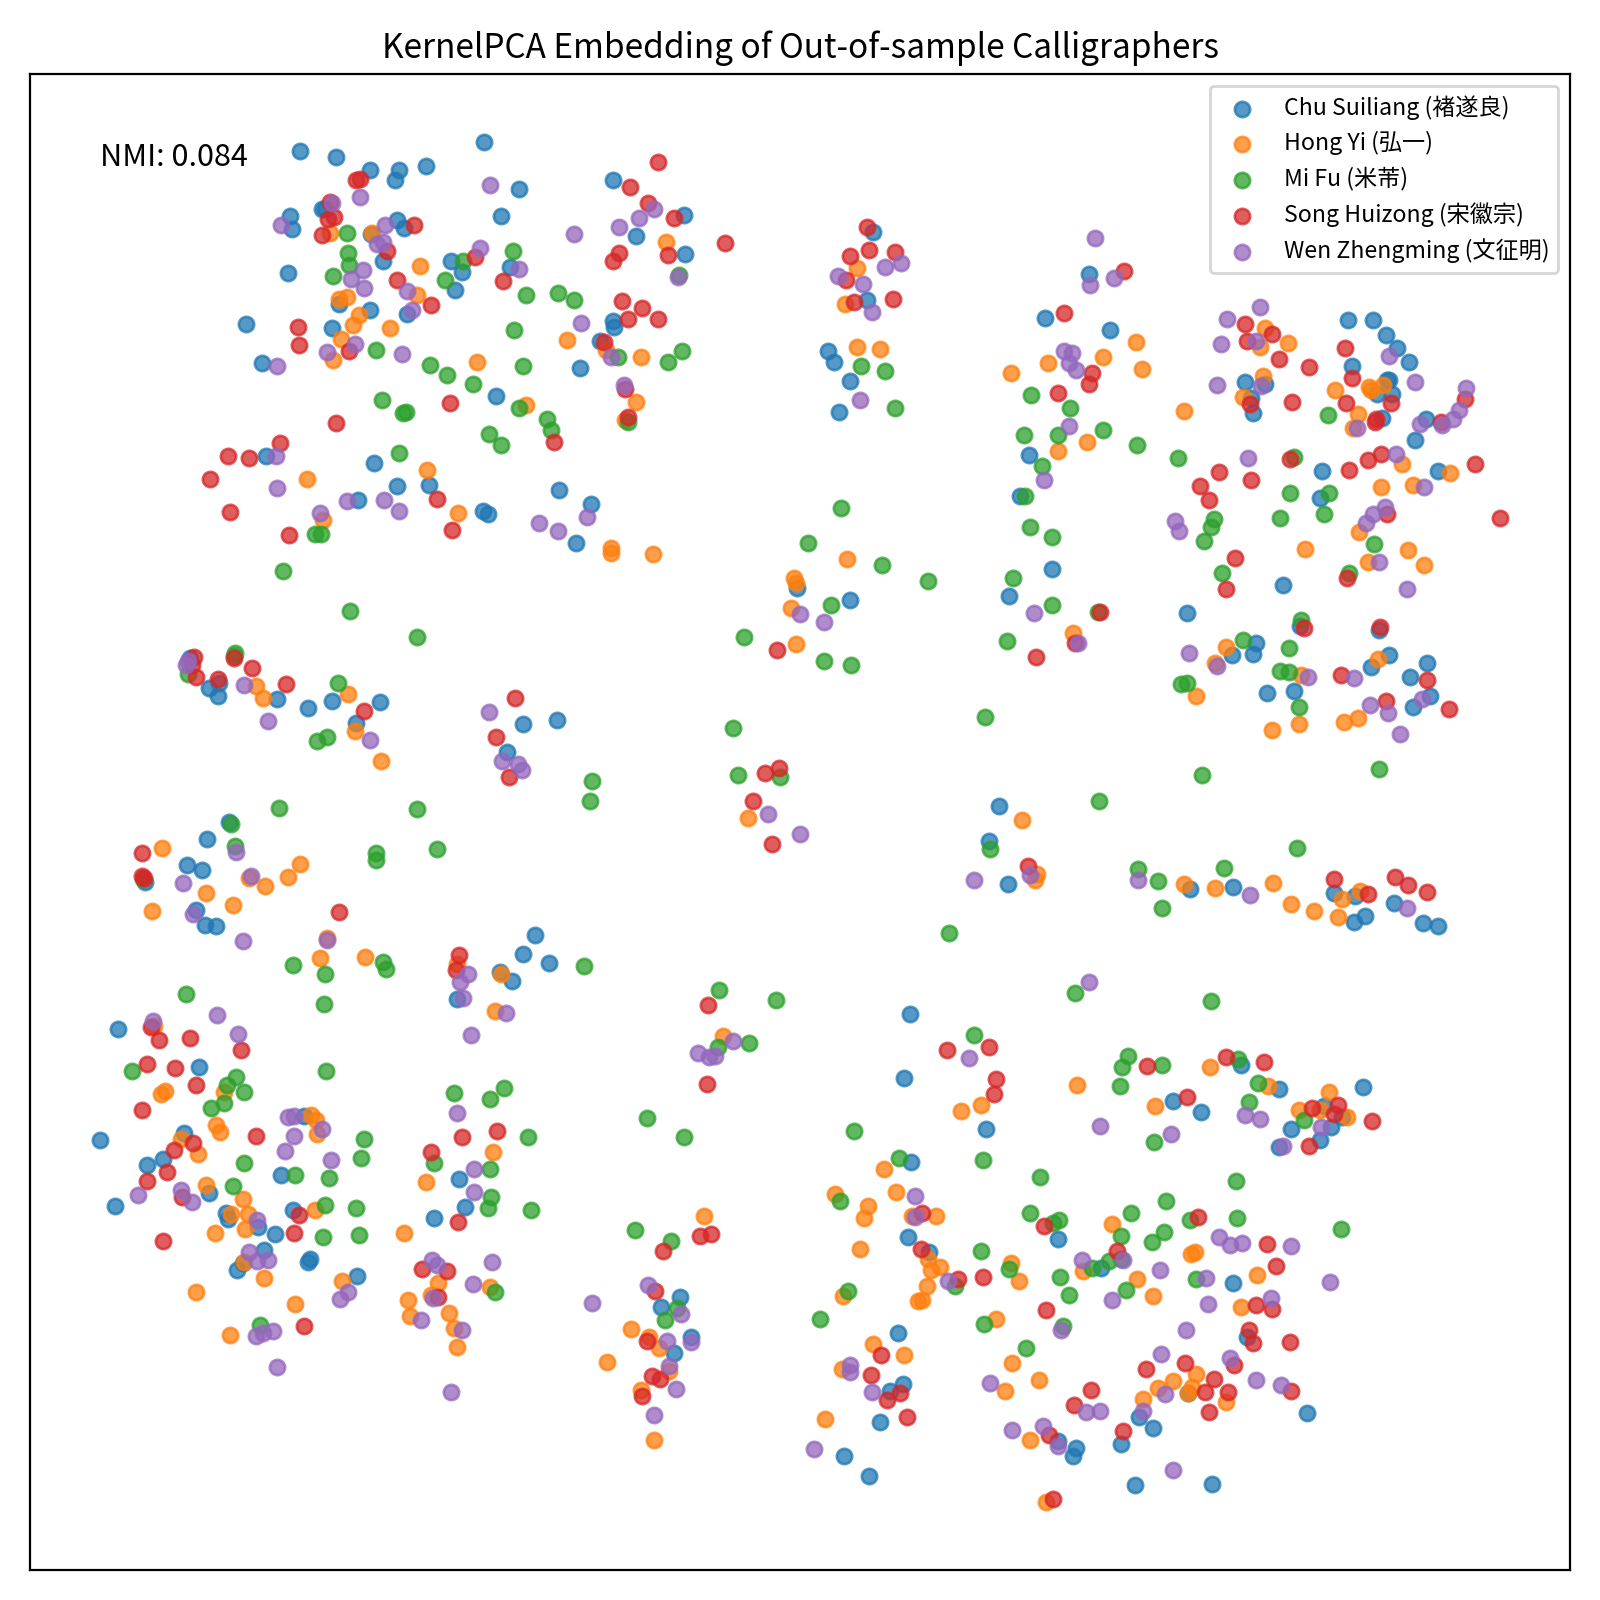 KernelPCA Embedding of Out-of-sample Calligraphers
NMI: 0.084
Chu Suiliang (褚遂良)
Hong Yi (弘一)
Mi Fu (米芾)
Song Huizong (宋徽宗)
Wen Zhengming (文征明)